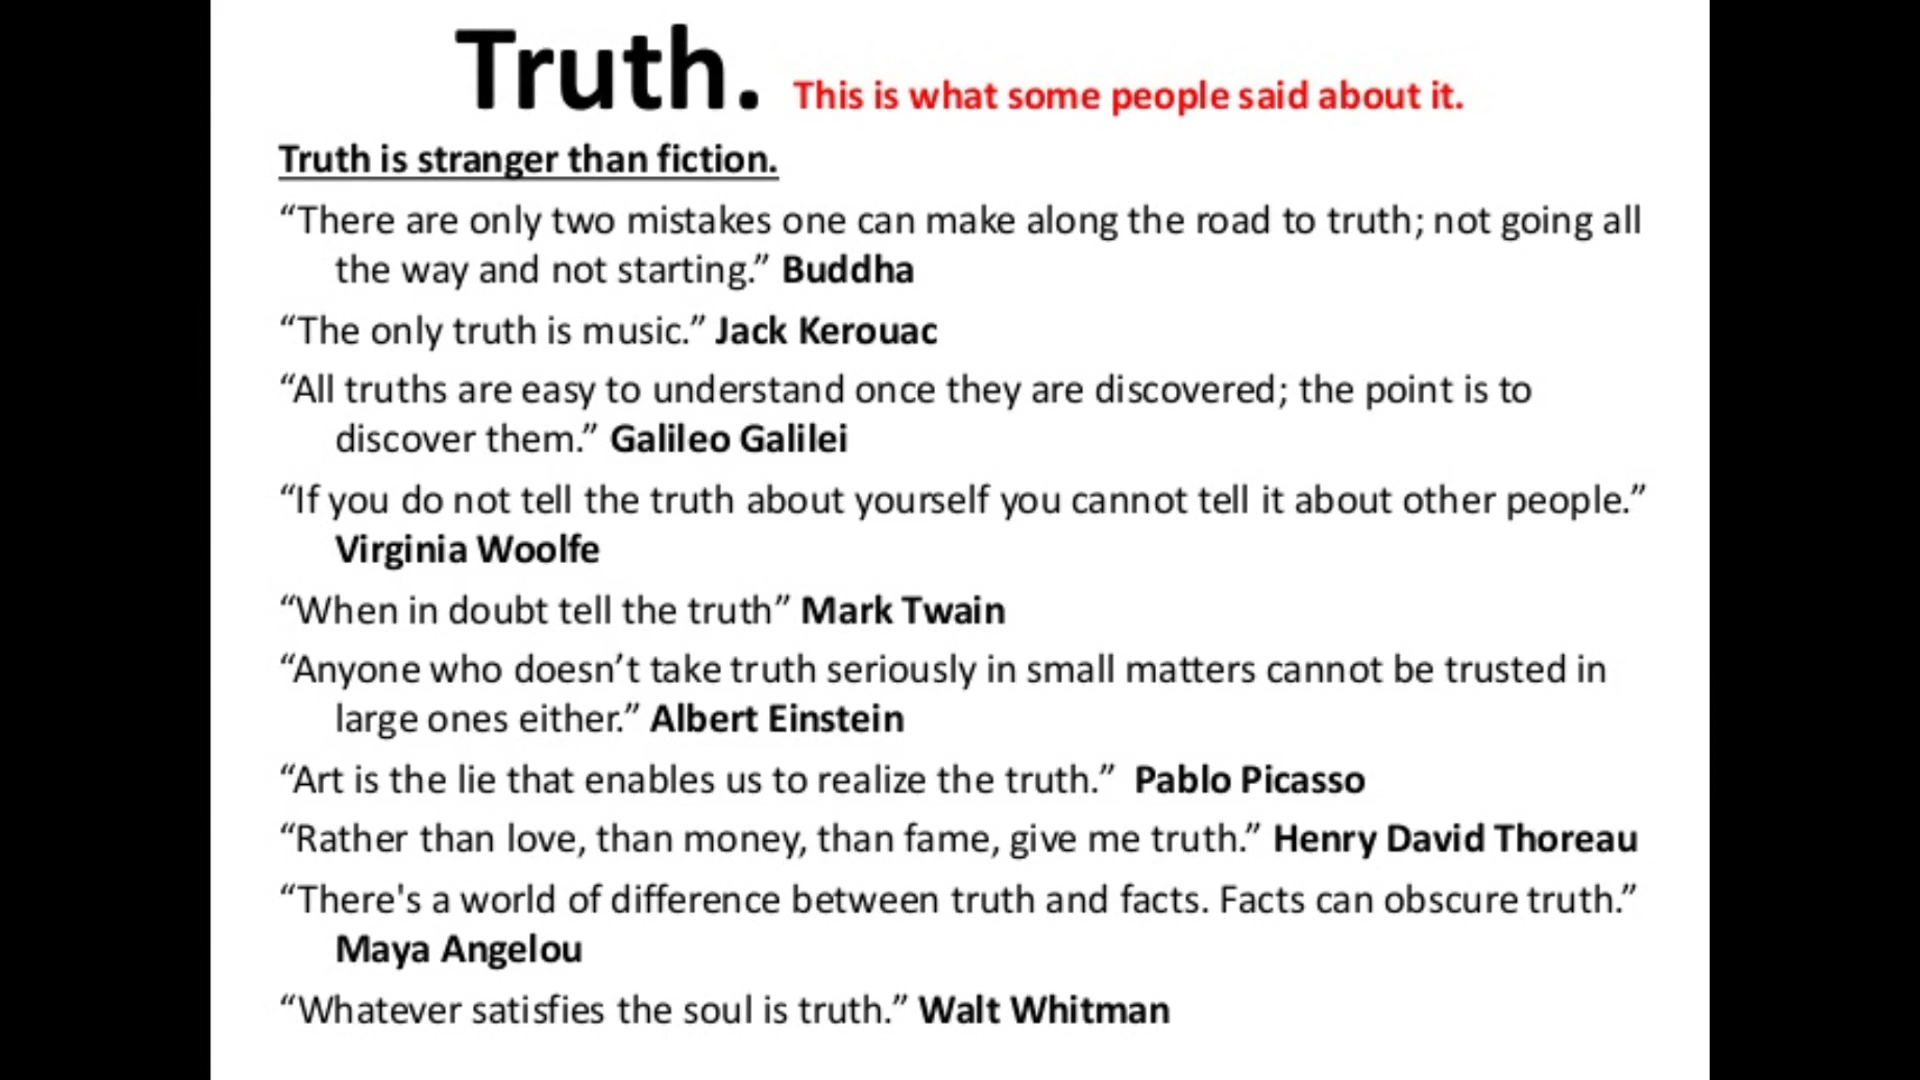 Truth. This is what some people said about it.
Truth is stranger than fiction.
“There are only two mistakes one can make along the road to truth; not going all
the way and not starting.” Buddha
“The only truth is music.” Jack Kerouac
“All truths are easy to understand once they are discovered; the point is to
discover them.” Galileo Galilei
“If you do not tell the truth about yourself you cannot tell it about other people.”
Virginia Woolfe
“When in doubt tell the truth” Mark Twain
“Anyone who doesn’t take truth seriously in small matters cannot be trusted in
large ones either.” Albert Einstein
“Art is the lie that enables us to realize the truth.” Pablo Picasso
“Rather than love, than money, than fame, give me truth.” Henry David Thoreau
“There's a world of difference between truth and facts. Facts can obscure truth.”
Maya Angelou
“Whatever satisfies the soul is truth.” Walt Whitman